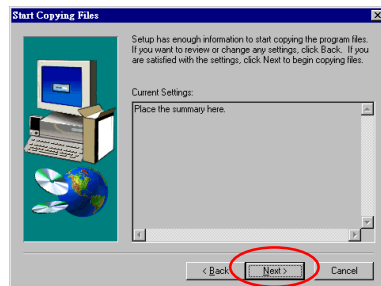 Start Copying Files
Setup has enough information to start copying the program files.
If you want to review or change any settings, click Back. If you
are satisfied with the settings, click Next to begin copying files.
Current Settings:
Place the summary here.
< Back
Next >
Cancel